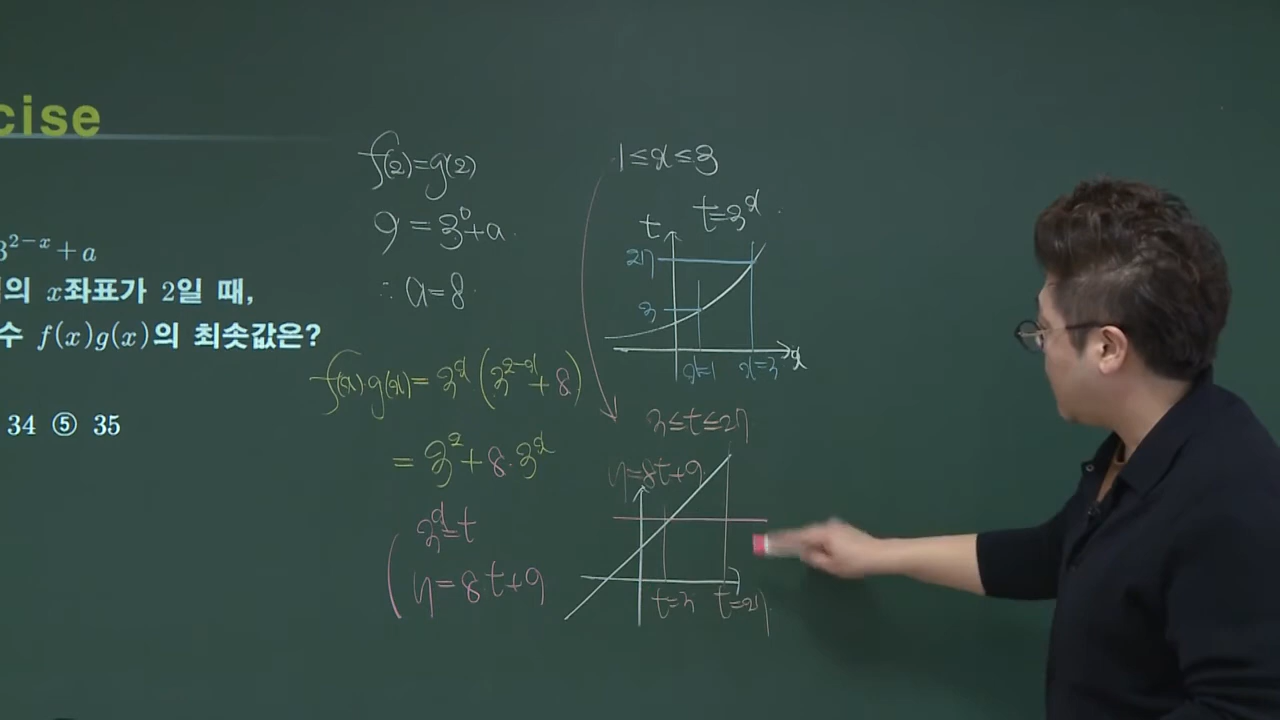 cise
3^{2-x}+a
의 x좌표가 2일 때,
수 f(x)g(x)의 최솟값은?
34 ⑤ 35
f(2)=g(2)
9=3^0+a.
∴ a=8.
f(x)·g(x)=3^x(3^{2-x}+8)
=3^2+8·3^x
3^x=t
y=8t+9
1≤x≤3
t=3^x.
t
27
3
x
x=1 x=3
3≤t≤27
y=8t+9.
t=3 t=27.